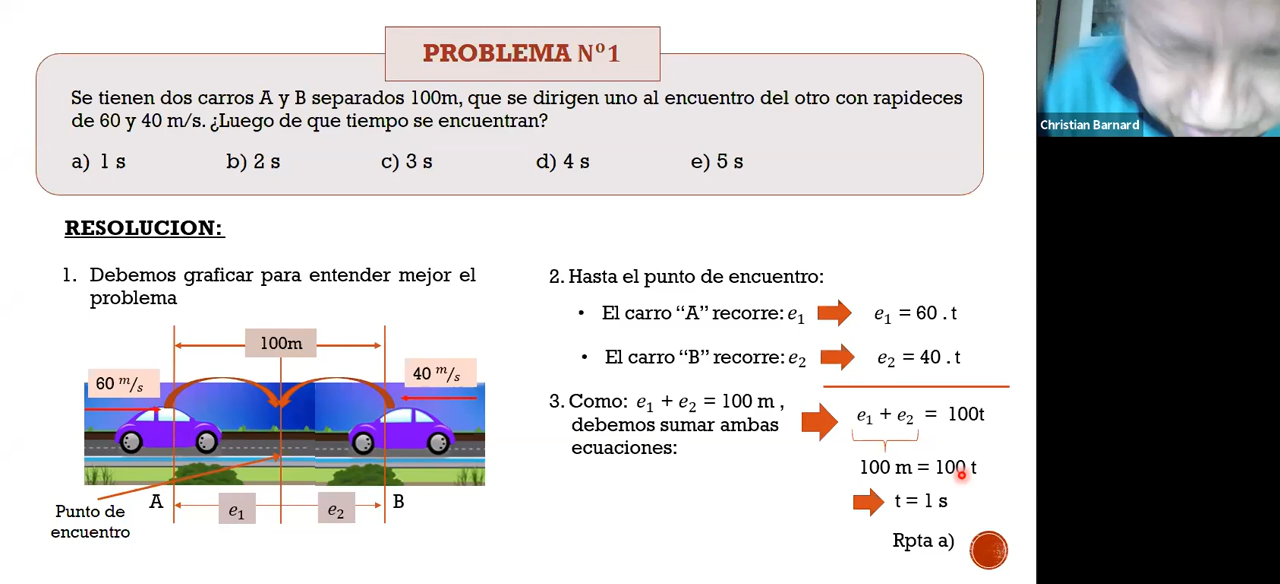 PROBLEMA Nº1
Se tienen dos carros A y B separados 100m, que se dirigen uno al encuentro del otro con rapideces
de 60 y 40 m/s. ¿Luego de que tiempo se encuentran?
a) 1 s b) 2 s c) 3 s d) 4 s e) 5 s
RESOLUCION:
1. Debemos graficar para entender mejor el
problema
100m
60 m/s
40 m/s
A
B
e₁
e₂
Punto de
encuentro
2. Hasta el punto de encuentro:
• El carro “A” recorre: e₁ e₁ = 60 . t
• El carro “B” recorre: e₂ e₂ = 40 . t
3. Como: e₁ + e₂ = 100 m ,
debemos sumar ambas
ecuaciones:
e₁ + e₂ = 100t
100 m = 100 t
t = 1 s
Rpta a)
Christian Barnard